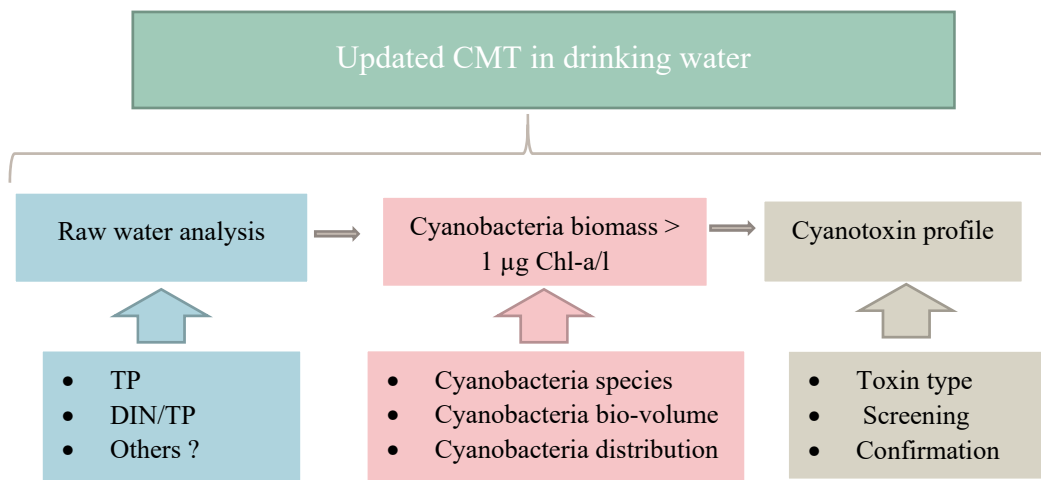 Updated CMT in drinking water
Raw water analysis
Cyanobacteria biomass >
1 µg Chl-a/l
Cyanotoxin profile
• TP
• DIN/TP
• Others ?
• Cyanobacteria species
• Cyanobacteria bio-volume
• Cyanobacteria distribution
• Toxin type
• Screening
• Confirmation